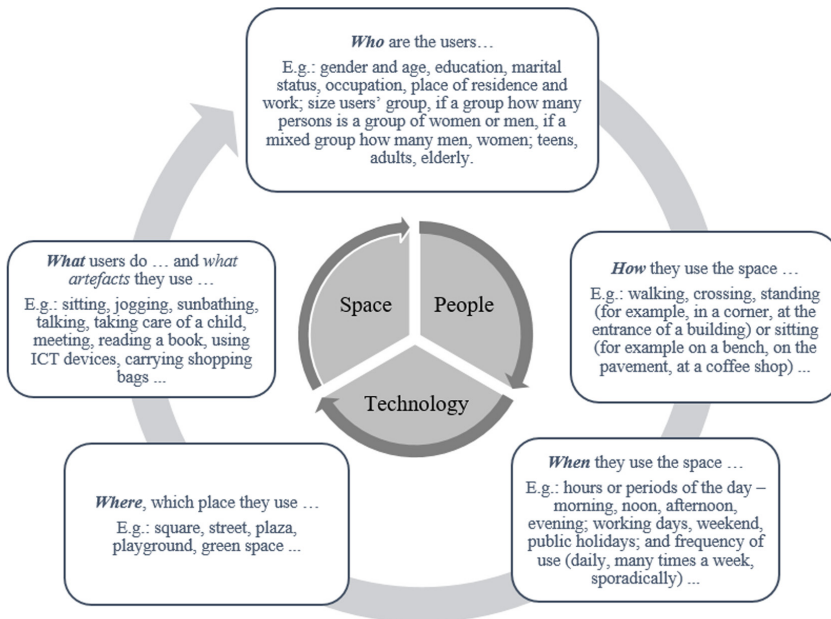 Who are the users…
E.g.: gender and age, education, marital
status, occupation, place of residence and
work; size users’ group, if a group how many
persons is a group of women or men, if a
mixed group how many men, women; teens,
adults, elderly.
How they use the space …
E.g.: walking, crossing, standing
(for example, in a corner, at the
entrance of a building) or sitting
(for example on a bench, on the
pavement, at a coffee shop) ...
When they use the space …
E.g.: hours or periods of the day –
morning, noon, afternoon,
evening; working days, weekend,
public holidays; and frequency of
use (daily, many times a week,
sporadically) ...
Where, which place they use …
E.g.: square, street, plaza,
playground, green space ...
What users do … and what
artefacts they use …
E.g.: sitting, jogging, sunbathing,
talking, taking care of a child,
meeting, reading a book, using
ICT devices, carrying shopping
bags ...
Space
People
Technology